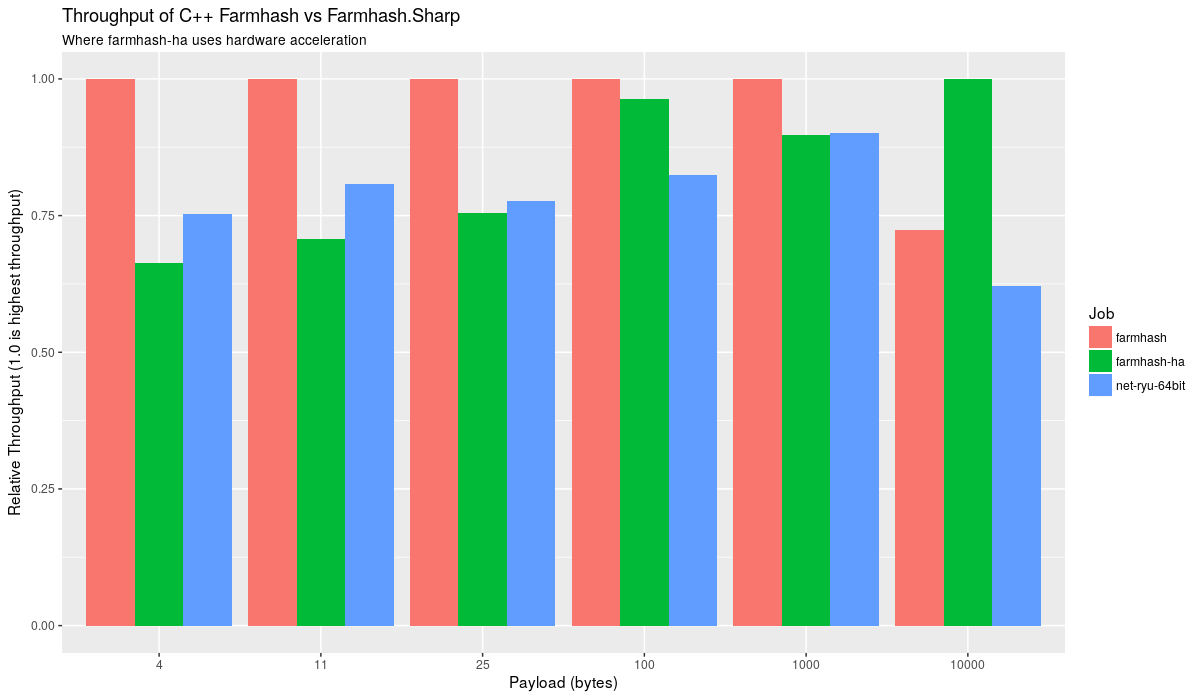 Throughput of C++ Farmhash vs Farmhash.Sharp
Where farmhash-ha uses hardware acceleration
Relative Throughput (1.0 is highest throughput)
1.00
0.75
0.50
0.25
0.00
4 11 25 100 1000 10000
Payload (bytes)
Job
farmhash
farmhash-ha
net-ryu-64bit